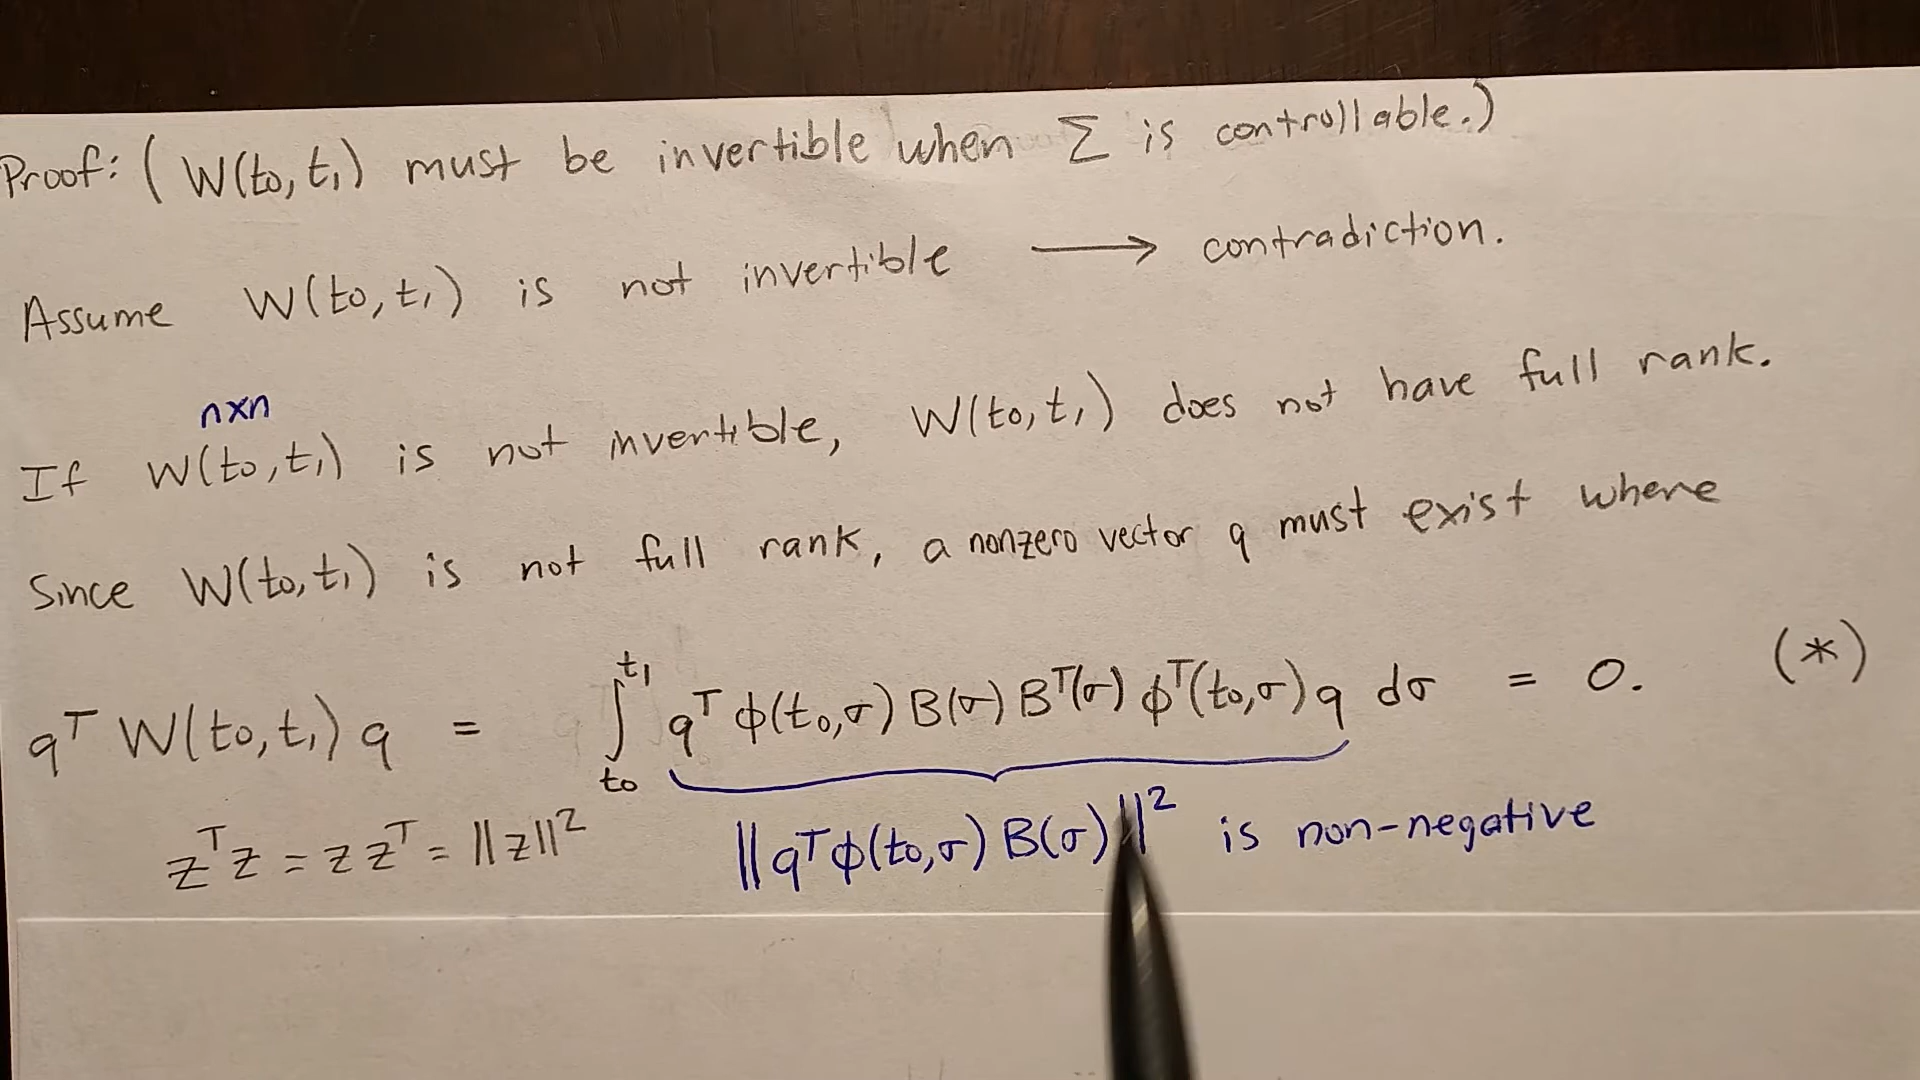 Proof: ( W(t₀, t₁) must be invertible when Σ is controllable.)
Assume W(t₀, t₁) is not invertible ⟶ contradiction.
n×n
If W(t₀, t₁) is not invertible, W(t₀, t₁) does not have full rank.
Since W(t₀, t₁) is not full rank, a nonzero vector q must exist where
qᵀ W(t₀, t₁) q = ∫_{t₀}^{t₁} qᵀ ϕ(t₀, σ) B(σ) Bᵀ(σ) ϕᵀ(t₀, σ) q dσ = 0. (*)
zᵀz = z zᵀ = ||z||² ||qᵀ ϕ(t₀, σ) B(σ)||² is non-negative